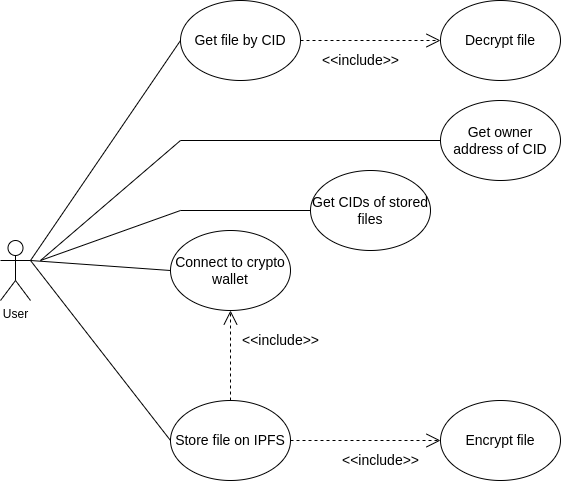 Get file by CID
Decrypt file
<<include>>
Get owner
address of CID
Get CIDs of stored
files
Connect to crypto
wallet
User
<<include>>
Store file on IPFS
Encrypt file
<<include>>